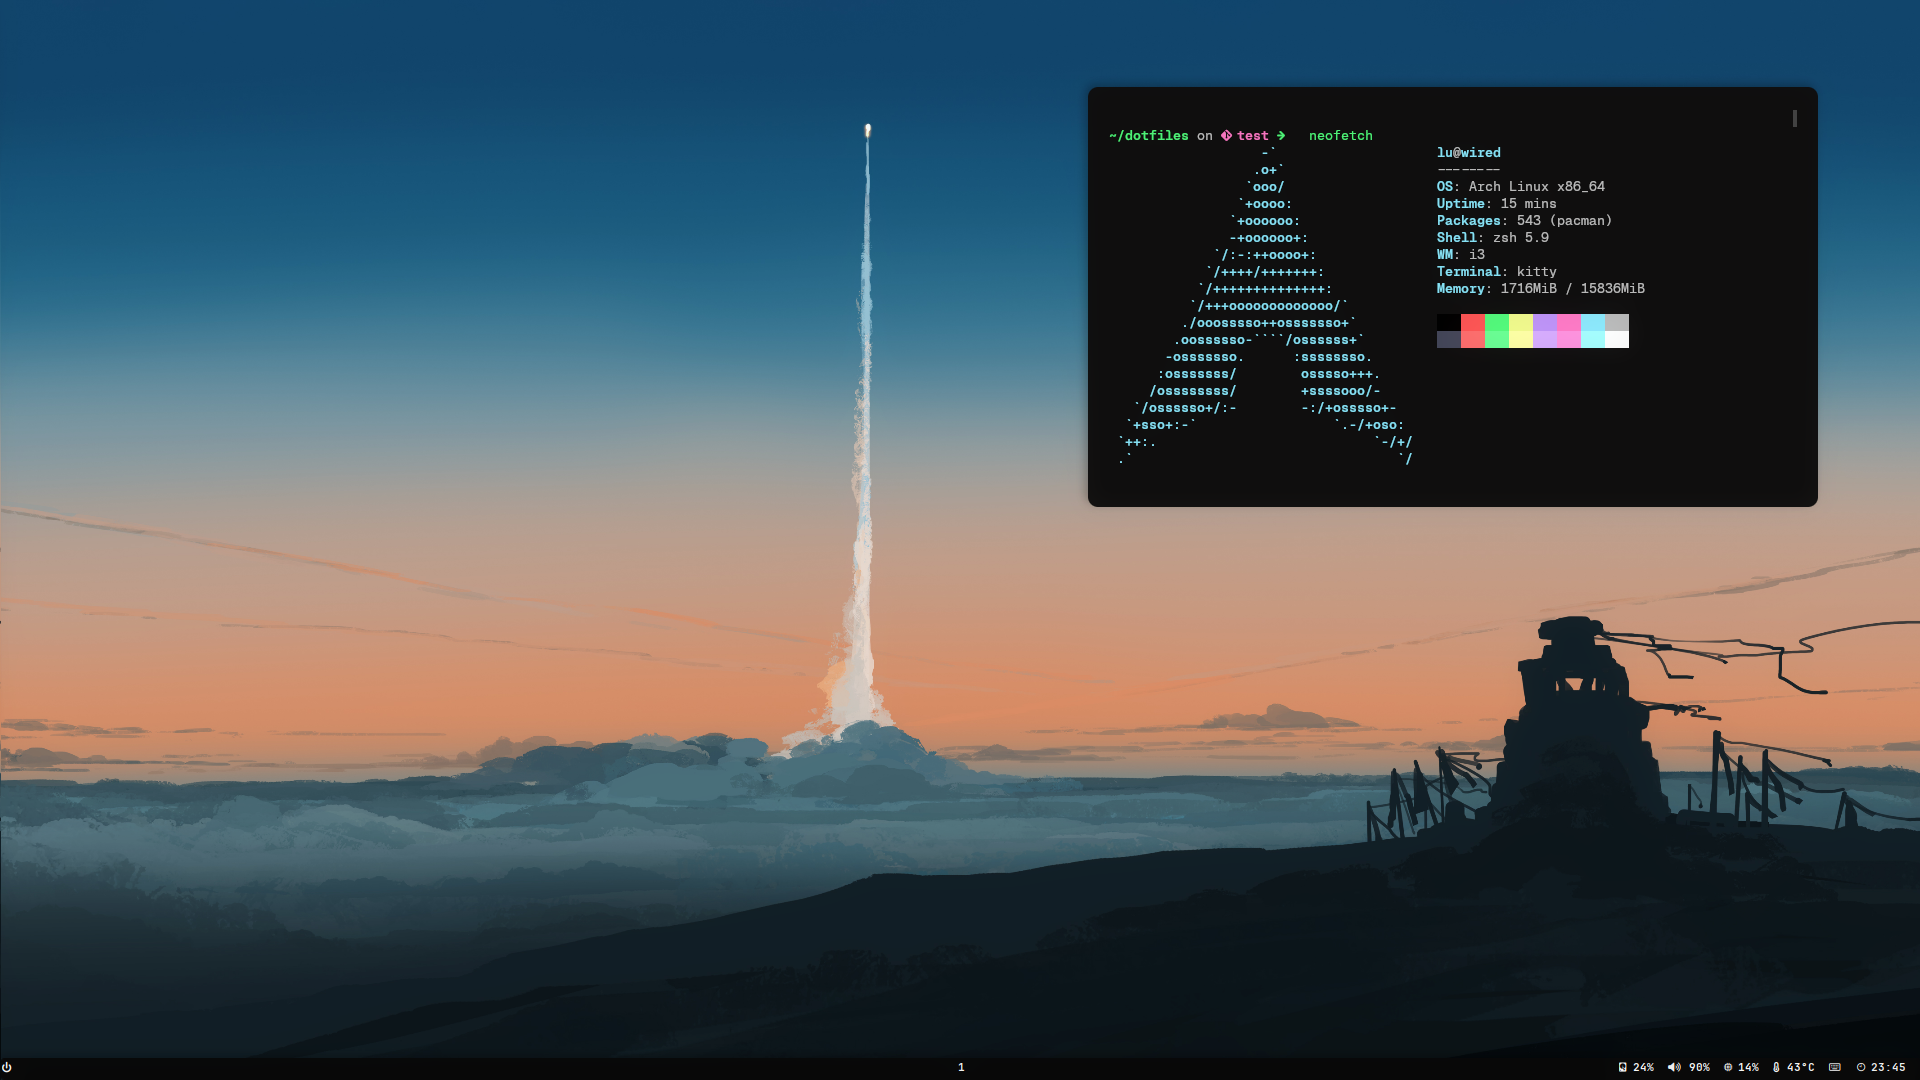 ~/dotfiles on test ➜ neofetch
-`
.o+`
`ooo/
`+oooo:
`+oooooo:
-+oooooo+:
`/:-:++oooo+:
`/++++/+++++++:
`/++++++++++++++:
`/+++ooooooooooooo/`
./ooosssso++osssssso+`
.oossssso-````/ossssss+`
-osssssso. :ssssssso.
:osssssss/ osssso+++.
/ossssssss/ +ssssooo/-
`/ossssso+/:- -:/+osssso+-
`+sso+:-` `.-/+oso:
`++:. `-/+/
.` `/
lu@wired
--------
OS: Arch Linux x86_64
Uptime: 15 mins
Packages: 543 (pacman)
Shell: zsh 5.9
WM: i3
Terminal: kitty
Memory: 1716MiB / 15836MiB
1
24% 90% 14% 43°C 23:45